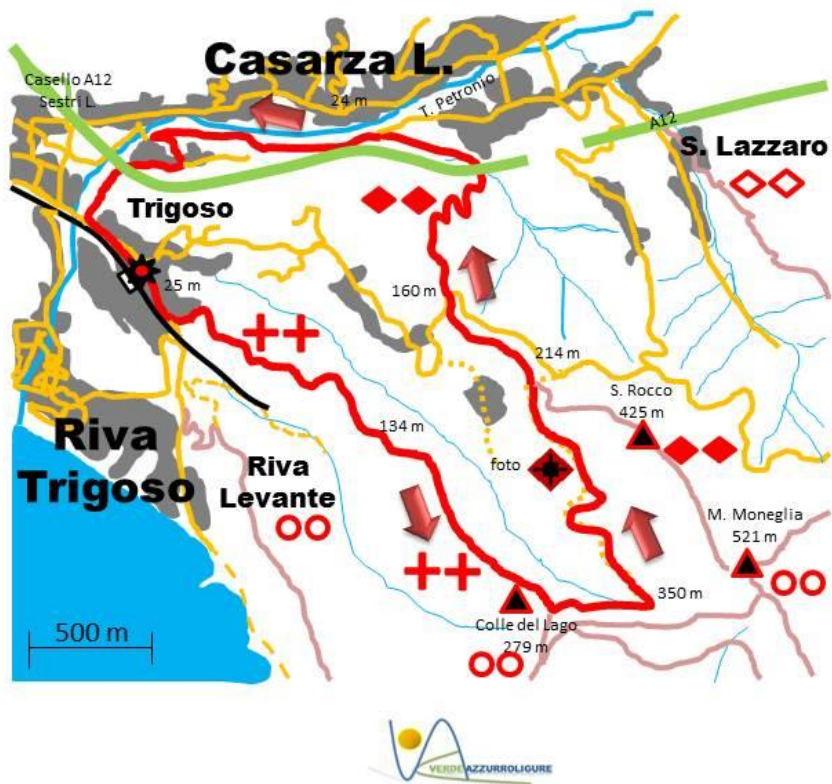 Casarza L.
Casello A12
Sestri L.
24 m
T. Petronio
A12
S. Lazzaro
Trigoso
25 m
160 m
214 m
S. Rocco
425 m
134 m
Riva
Trigoso
Riva
Levante
foto
M. Moneglia
521 m
350 m
Colle del Lago
279 m
500 m
VERDEAZZURROLIGURE